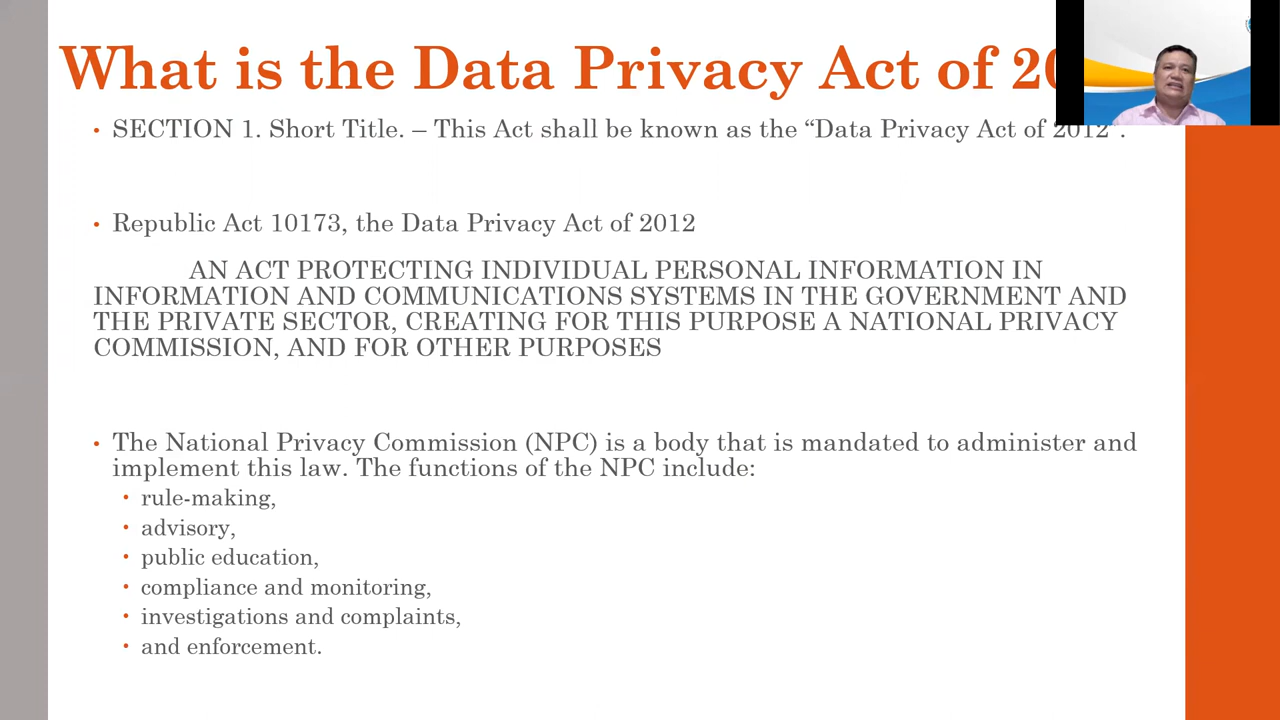 What is the Data Privacy Act of 20
• SECTION 1. Short Title. – This Act shall be known as the “Data Privacy Act of 2012”.
• Republic Act 10173, the Data Privacy Act of 2012
AN ACT PROTECTING INDIVIDUAL PERSONAL INFORMATION IN
INFORMATION AND COMMUNICATIONS SYSTEMS IN THE GOVERNMENT AND
THE PRIVATE SECTOR, CREATING FOR THIS PURPOSE A NATIONAL PRIVACY
COMMISSION, AND FOR OTHER PURPOSES
• The National Privacy Commission (NPC) is a body that is mandated to administer and
implement this law. The functions of the NPC include:
• rule-making,
• advisory,
• public education,
• compliance and monitoring,
• investigations and complaints,
• and enforcement.